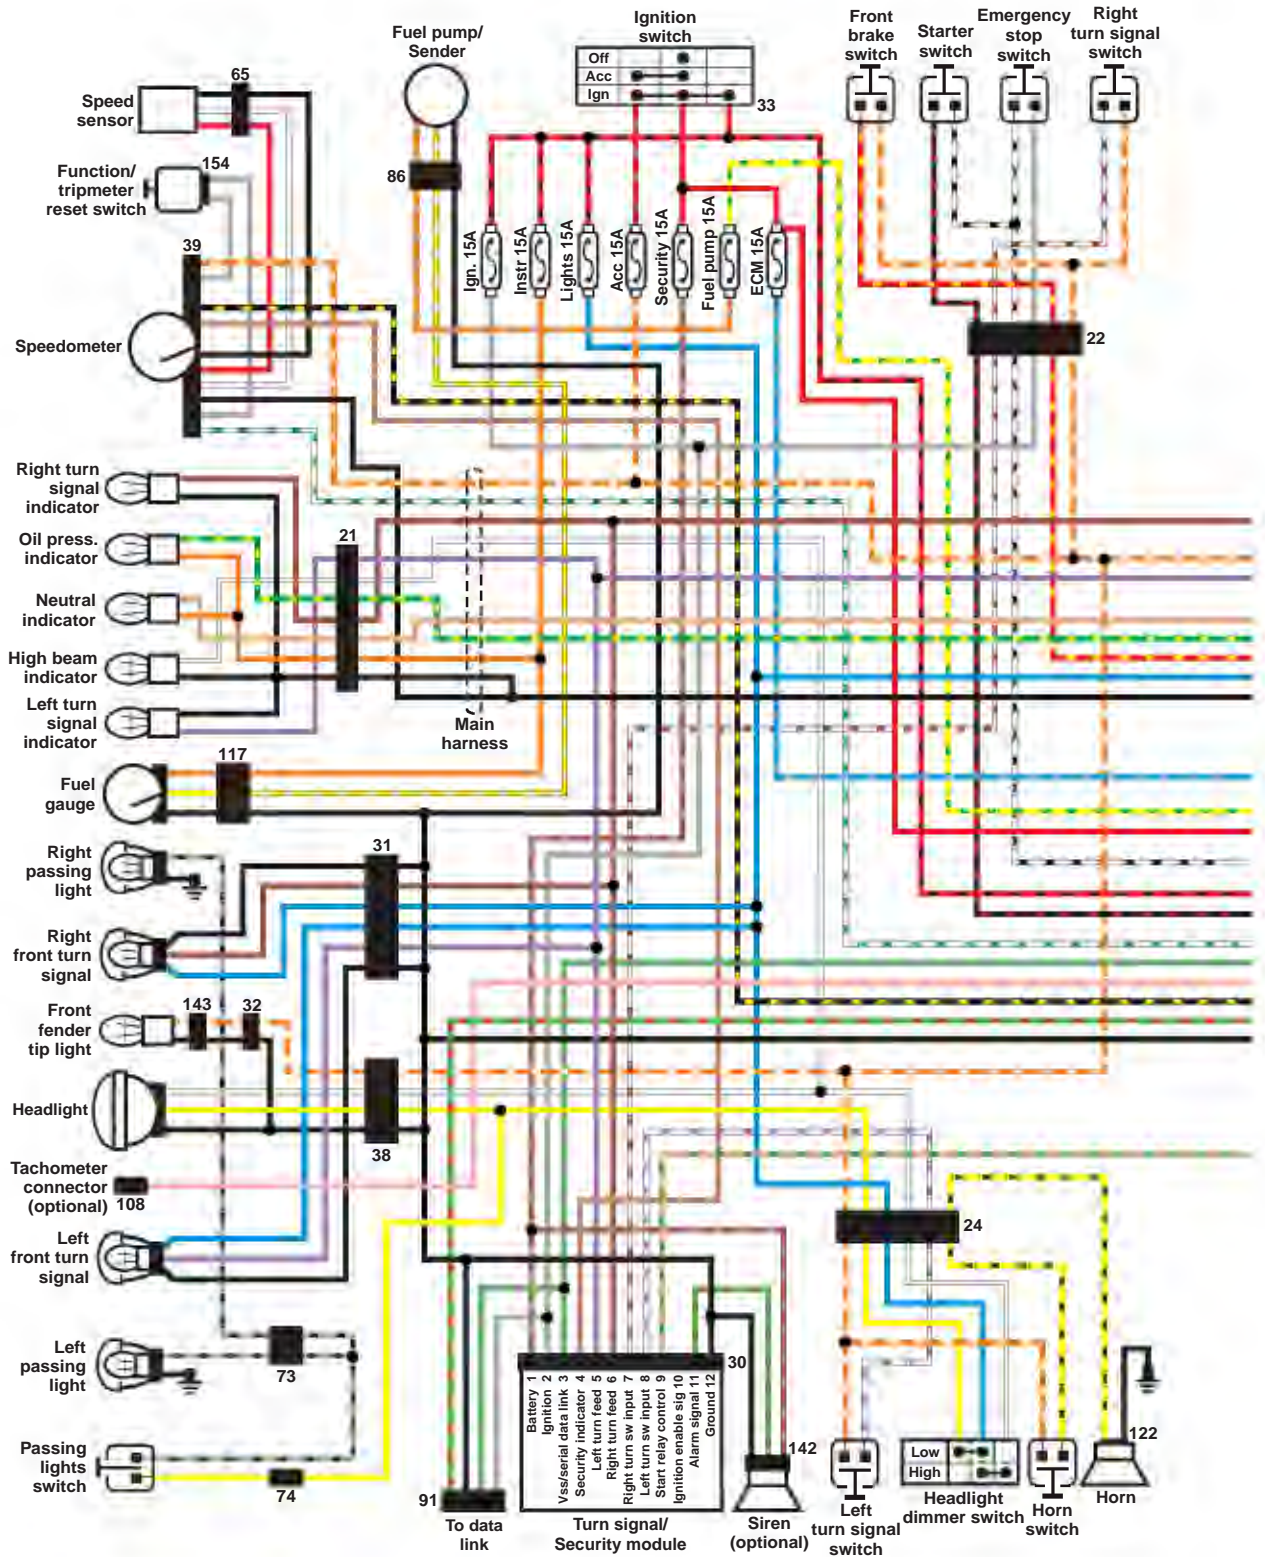 Ignition
switch
Fuel pump/
Sender
Front
brake
switch
Starter
switch
Emergency
stop
switch
Right
turn signal
switch
Off
Acc
Ign
33
65
Speed
sensor
154
Function/
tripmeter
reset switch
86
39
Ign. 15A
Instr 15A
Lights 15A
Acc 15A
Security 15A
Fuel pump 15A
ECM 15A
22
Speedometer
Right turn
signal
indicator
Oil press.
indicator
21
Neutral
indicator
High beam
indicator
Left turn
signal
indicator
Main
harness
117
Fuel
gauge
31
Right
passing
light
Right
front turn
signal
143
32
Front
fender
tip light
Headlight
38
Tachometer
connector
(optional)
108
24
Left
front turn
signal
Left
passing
light
73
30
Battery 1
Ignition 2
Vss/serial data link 3
Security indicator 4
Left turn feed 5
Right turn feed 6
Right turn sw input 7
Left turn sw input 8
Start relay control 9
Ignition enable sig 10
Alarm signal 11
Ground 12
Passing
lights
switch
74
91
To data
link
Turn signal/
Security module
142
Siren
(optional)
Left
turn signal
switch
Low
High
Headlight
dimmer switch
Horn
switch
122
Horn